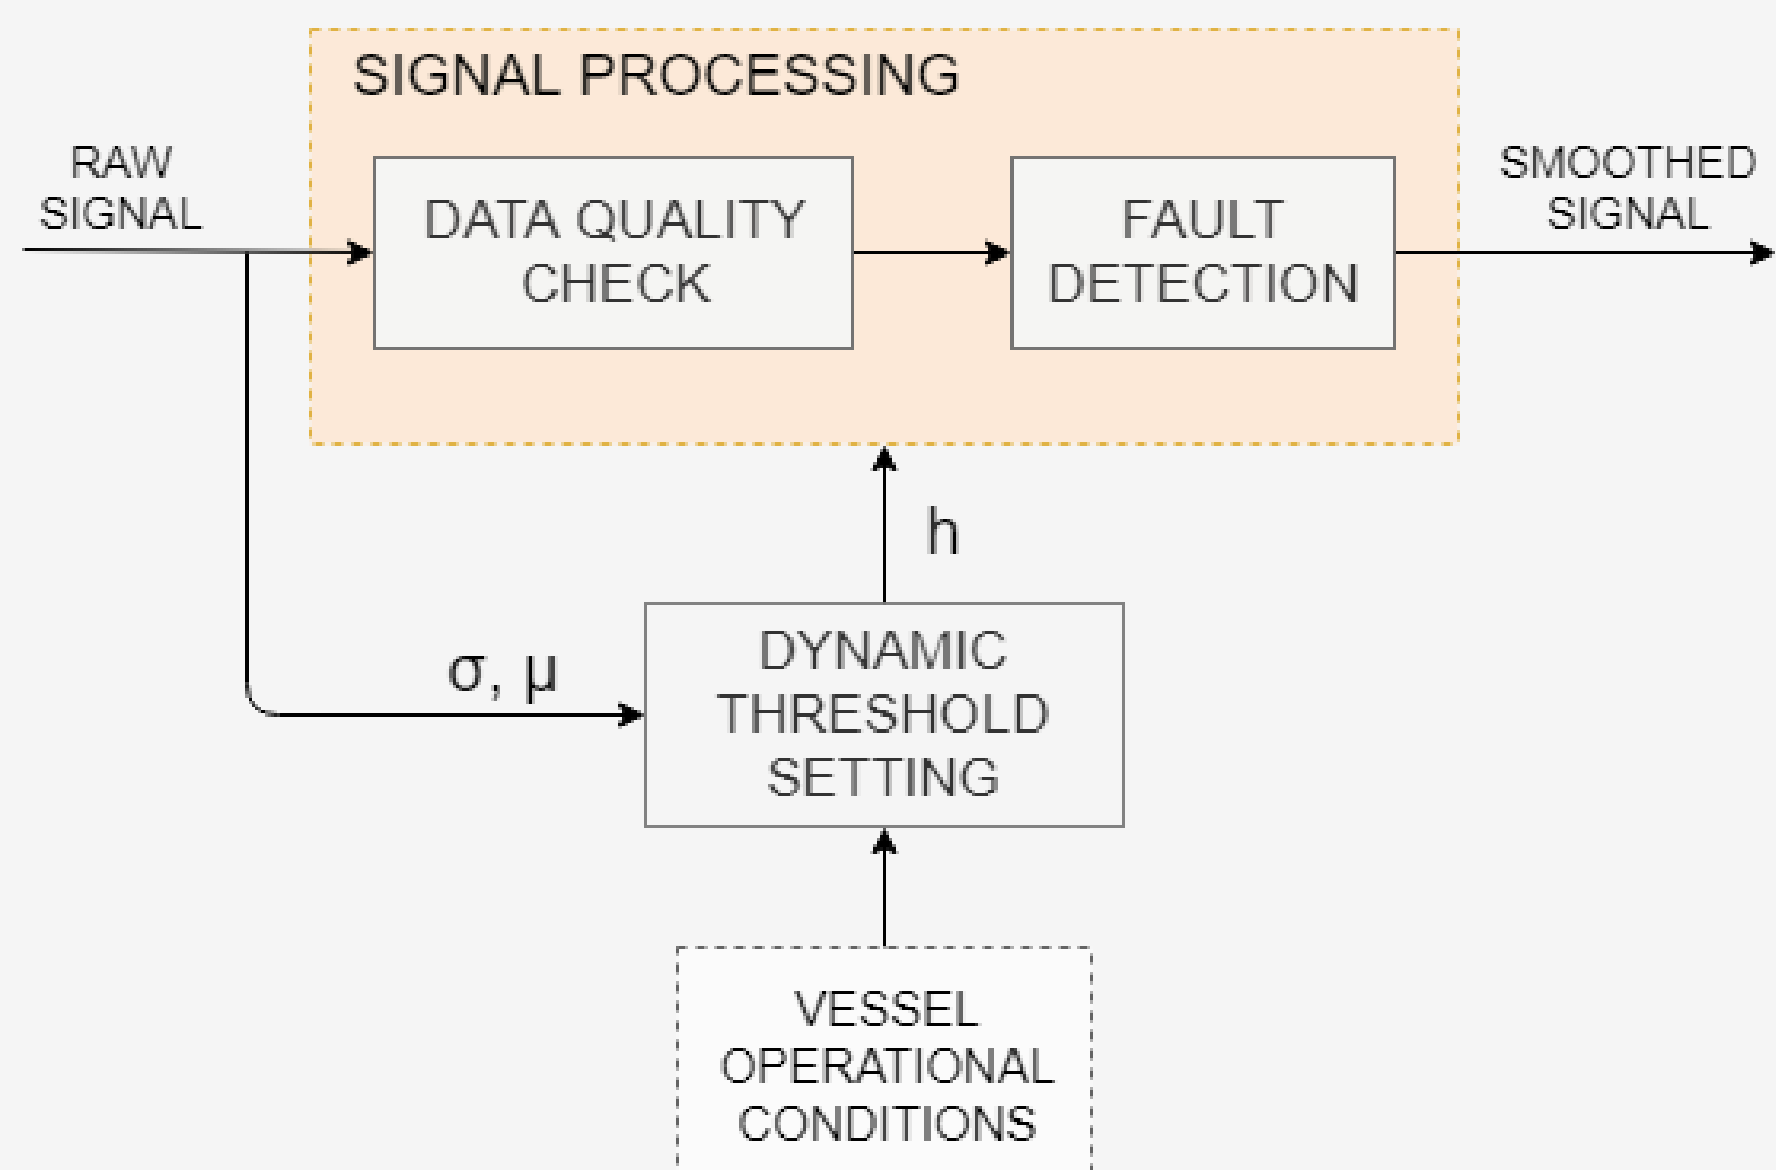 SIGNAL PROCESSING
RAW
SIGNAL
DATA QUALITY
CHECK
FAULT
DETECTION
SMOOTHED
SIGNAL
h
σ, μ
DYNAMIC
THRESHOLD
SETTING
VESSEL
OPERATIONAL
CONDITIONS